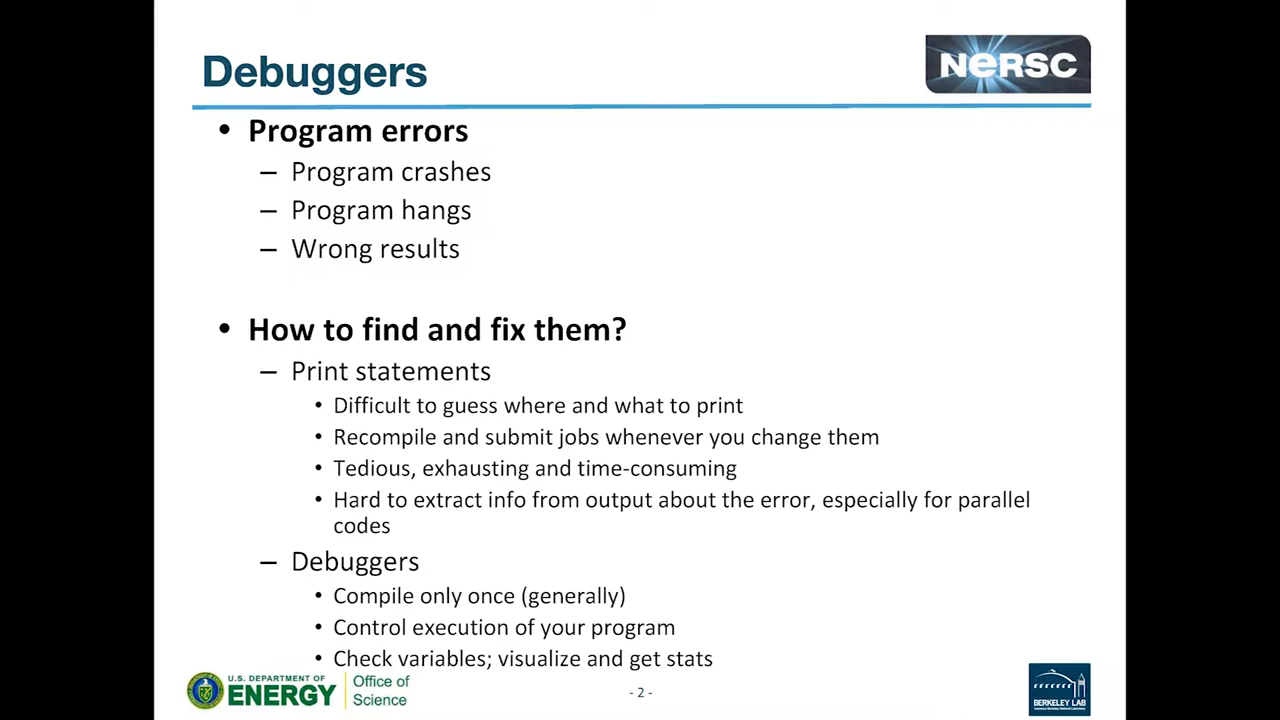 Debuggers
NERSC
• Program errors
– Program crashes
– Program hangs
– Wrong results
• How to find and fix them?
– Print statements
• Difficult to guess where and what to print
• Recompile and submit jobs whenever you change them
• Tedious, exhausting and time-consuming
• Hard to extract info from output about the error, especially for parallel
codes
– Debuggers
• Compile only once (generally)
• Control execution of your program
• Check variables; visualize and get stats
U.S. DEPARTMENT OF
ENERGY
Office of
Science
- 2 -
BERKELEY LAB